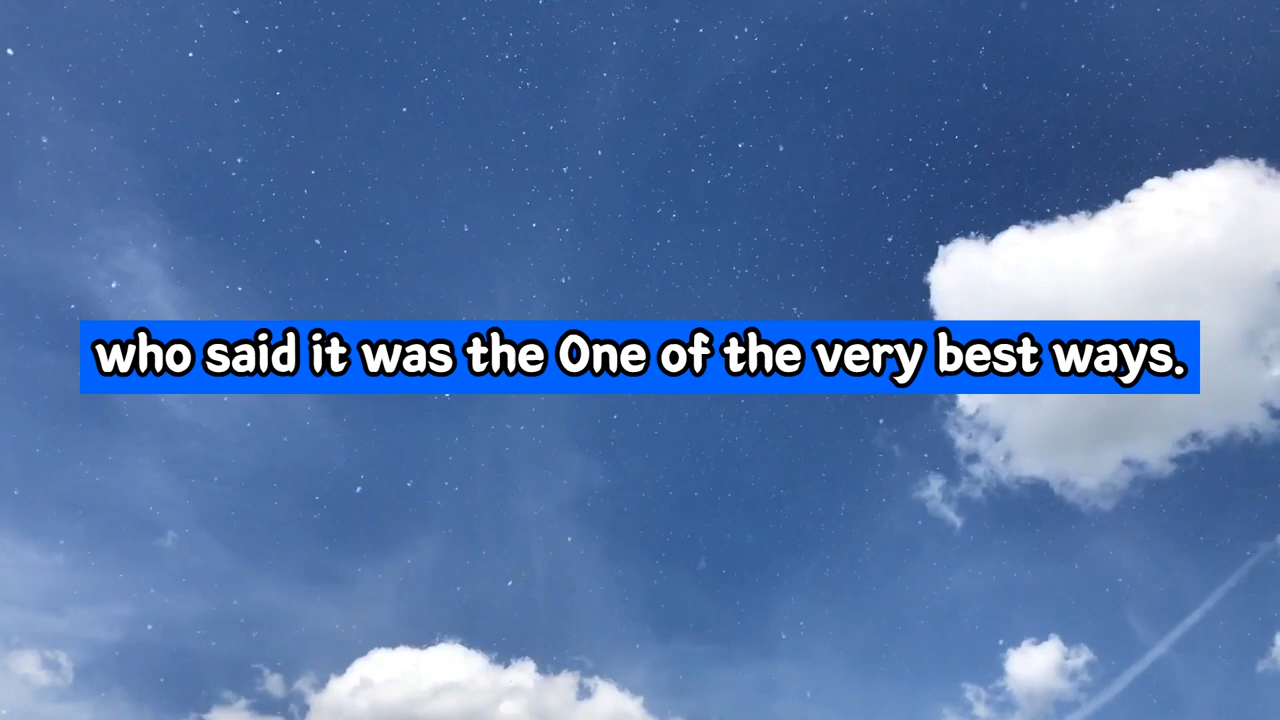 who said it was the One of the very best ways.